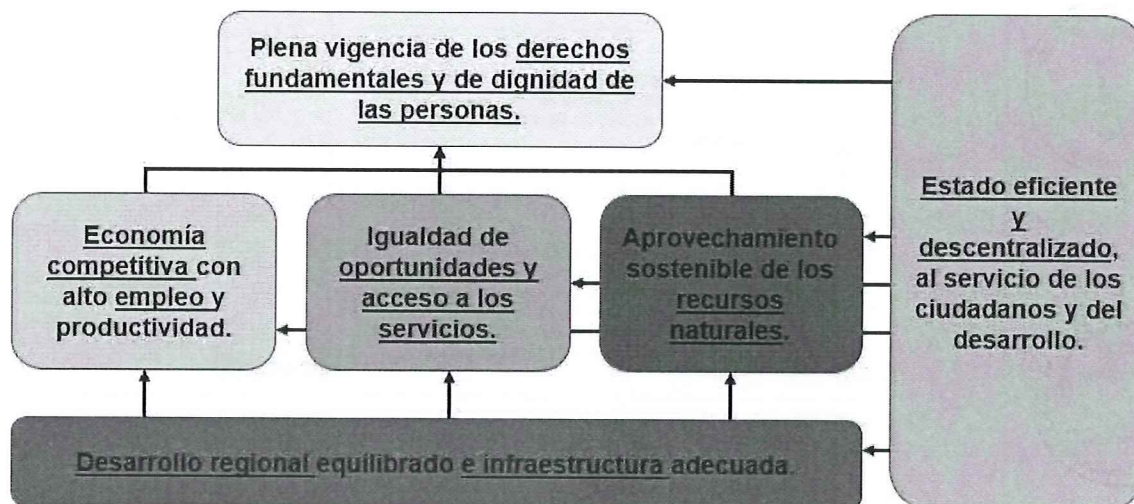 Plena vigencia de los derechos
fundamentales y de dignidad de
las personas.
Economía
competitiva con
alto empleo y
productividad.
Igualdad de
oportunidades y
acceso a los
servicios.
Aprovechamiento
sostenible de los
recursos
naturales.
Estado eficiente
y
descentralizado,
al servicio de los
ciudadanos y del
desarrollo.
Desarrollo regional equilibrado e infraestructura adecuada.